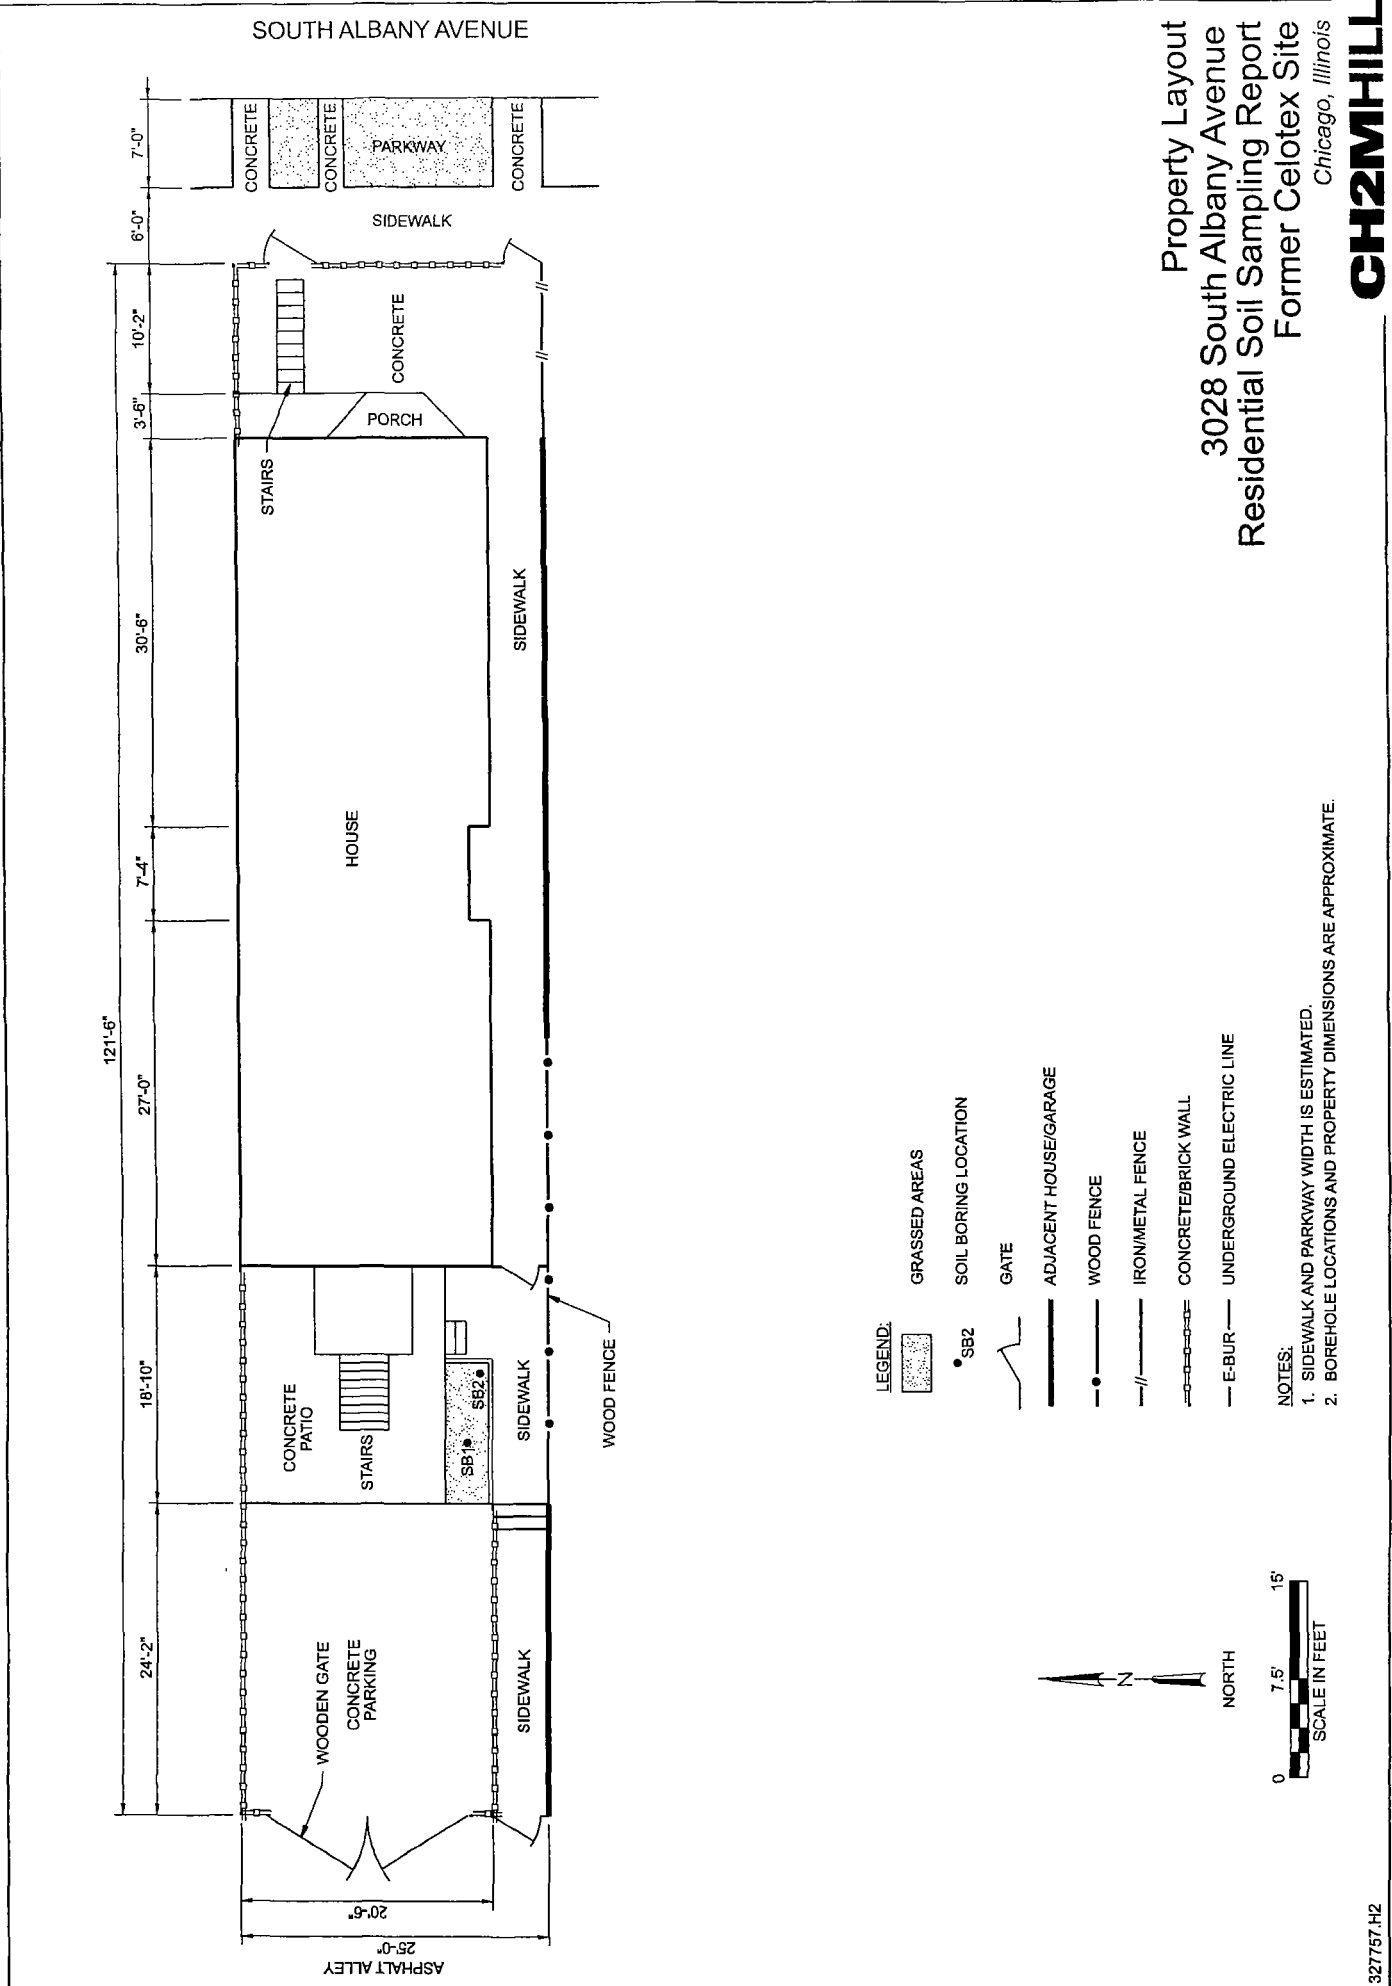 SOUTH ALBANY AVENUE
7'-0"
CONCRETE
CONCRETE
PARKWAY
CONCRETE
6'-0"
SIDEWALK
10'-2"
CONCRETE
3'-6"
PORCH
STAIRS
30'-6"
SIDEWALK
HOUSE
7'-4"
121'-6"
27'-0"
18'-10"
CONCRETE
PATIO
STAIRS
SB1
SB2
SIDEWALK
WOOD FENCE
24'-2"
WOODEN GATE
CONCRETE
PARKING
SIDEWALK
20'-6"
25'-0"
ASPHALT ALLEY
LEGEND:
GRASSED AREAS
SB2
SOIL BORING LOCATION
GATE
ADJACENT HOUSE/GARAGE
WOOD FENCE
IRON/METAL FENCE
CONCRETE/BRICK WALL
E-BUR
UNDERGROUND ELECTRIC LINE
NOTES:
1. SIDEWALK AND PARKWAY WIDTH IS ESTIMATED.
2. BOREHOLE LOCATIONS AND PROPERTY DIMENSIONS ARE APPROXIMATE.
N
NORTH
0 7.5' 15'
SCALE IN FEET
Property Layout
3028 South Albany Avenue
Residential Soil Sampling Report
Former Celotex Site
Chicago, Illinois
CH2MHILL
327757.H2